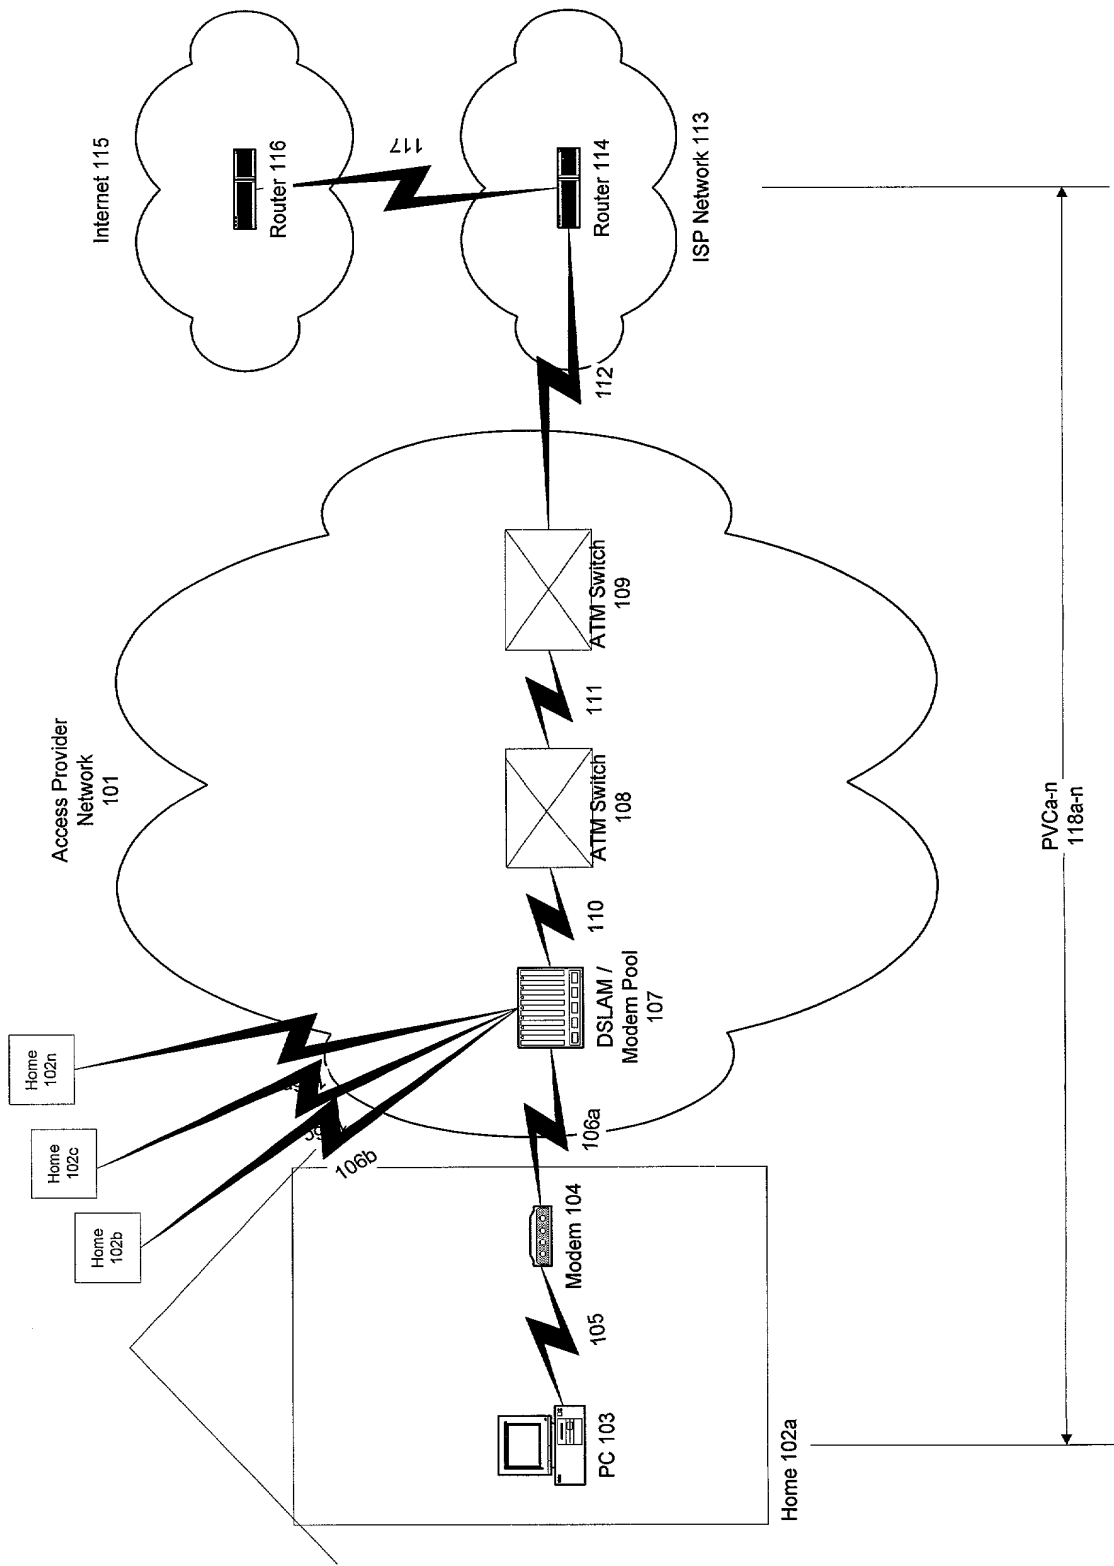 Internet 115
Router 116
117
Router 114
ISP Network 113
112
Access Provider
Network
101
ATM Switch
109
111
ATM Switch
108
110
DSLAM /
Modem Pool
107
Home
102n
Home
102c
Home
102b
106b
106a
Modem 104
105
PC 103
Home 102a
PVCa-n
118a-n